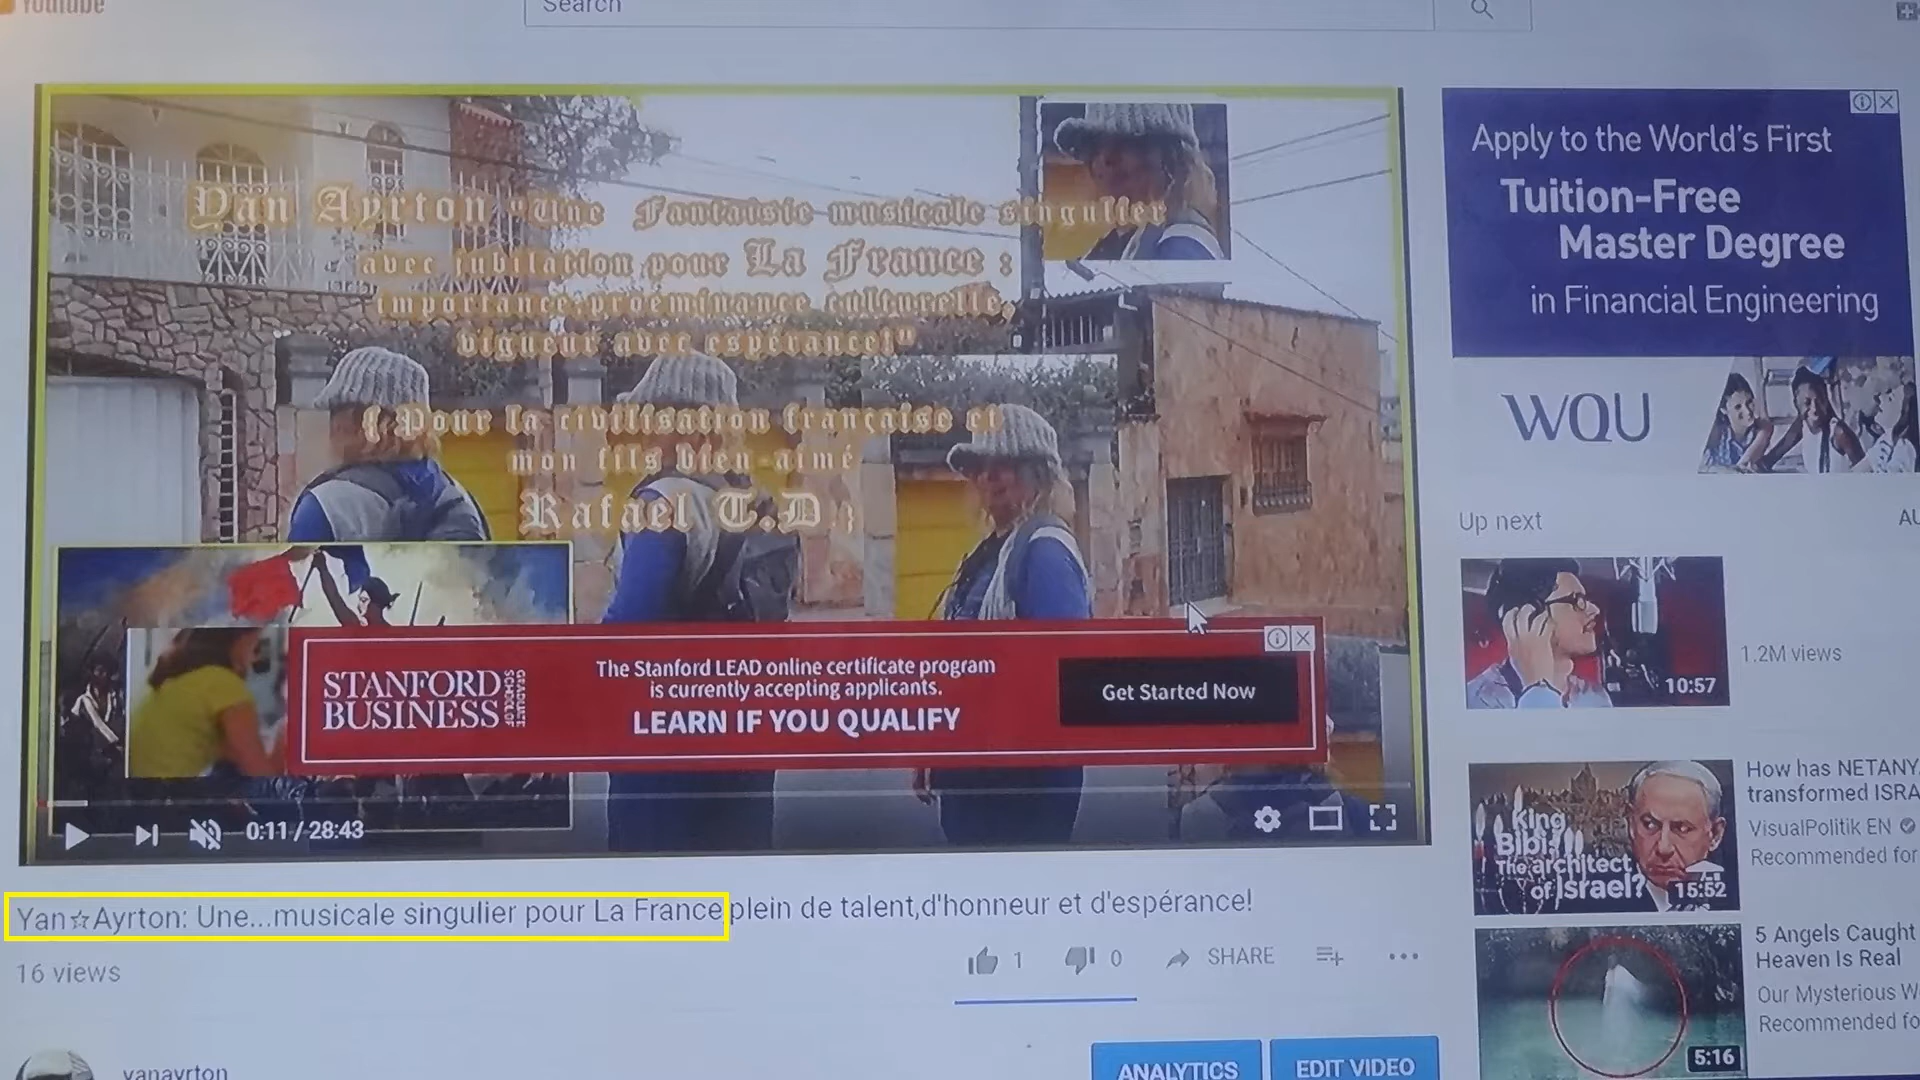 YouTube
Search
Yan Ayrton "Une Fantaisie musicale singulier
avec jubilation pour La France :
importance,proéminance culturelle,
vigueur avec espérance!"
{ Pour la civilisation française et
mon fils bien-aimé
Rafael T.D }
STANFORD
BUSINESS
GRADUATE
SCHOOL OF
The Stanford LEAD online certificate program
is currently accepting applicants.
LEARN IF YOU QUALIFY
Get Started Now
0:11 / 28:43
Yan☆Ayrton: Une...musicale singulier pour La France plein de talent,d'honneur et d'espérance!
16 views
1
0
SHARE
yanayrton
ANALYTICS
EDIT VIDEO
Apply to the World's First
Tuition-Free
Master Degree
in Financial Engineering
WQU
Up next
AU
10:57
1.2M views
King
Bibi:
The architect
of Israel?
15:52
How has NETANY
transformed ISRA
VisualPolitik EN
Recommended for
5:16
5 Angels Caught
Heaven Is Real
Our Mysterious W
Recommended fo